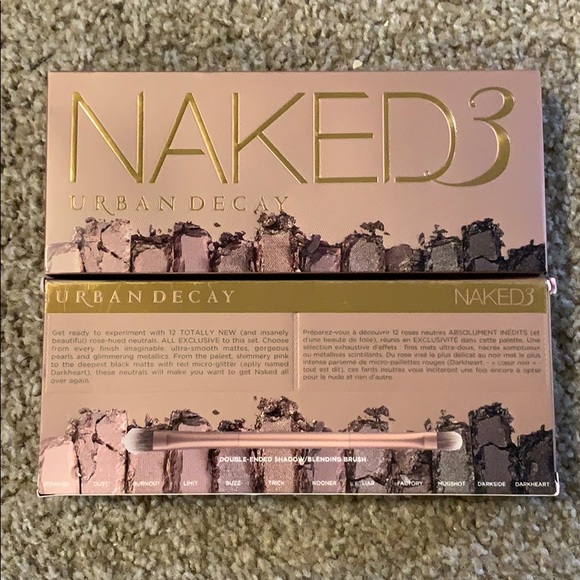 NAKED3
URBAN DECAY
URBAN DECAY
NAKED3
Get ready to experiment with 12 TOTALLY NEW (and insanely
beautiful) rose-hued neutrals. ALL EXCLUSIVE to this set. Choose
from every finish imaginable: ultra-smooth mattes, gorgeous
pearls and glimmering metallics. From the palest, shimmery pink
to the deepest black matte with red micro-glitter (aptly named
Darkheart), these neutrals will make you want to get Naked all
over again.
Préparez-vous à découvrir 12 roses neutres ABSOLUMENT INÉDITS (et
d'une beauté de folie), réunis en EXCLUSIVITÉ dans cette palette. Une
sélection exhaustive d'effets : finis mats ultra-doux, nacrés somptueux
ou métallisés scintillants. Du rose irisé le plus délicat au noir mat le plus
intense parsemé de micro-paillettes rouges (Darkheart, - « cœur noir » -
tout est dit), ces fards neutres vous inciteront une fois encore à opter
pour le nude et rien d'autre.
DOUBLE-ENDED SHADOW/BLENDING BRUSH
DUST BURNOUT LIMIT BUZZ TRICK NOONER LIAR FACTORY MUGSHOT DARKSIDE DARKHEART